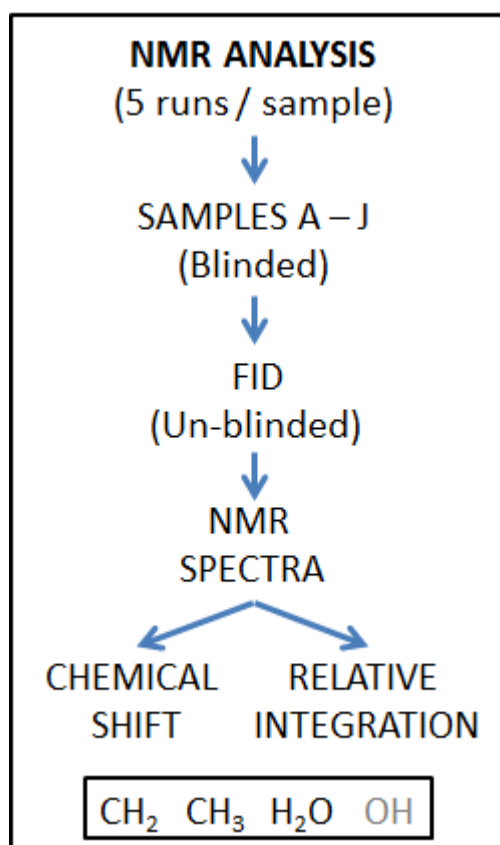 NMR ANALYSIS
(5 runs / sample)
SAMPLES A – J
(Blinded)
FID
(Un-blinded)
NMR
SPECTRA
CHEMICAL
SHIFT
RELATIVE
INTEGRATION
CH₂ CH₃ H₂O OH